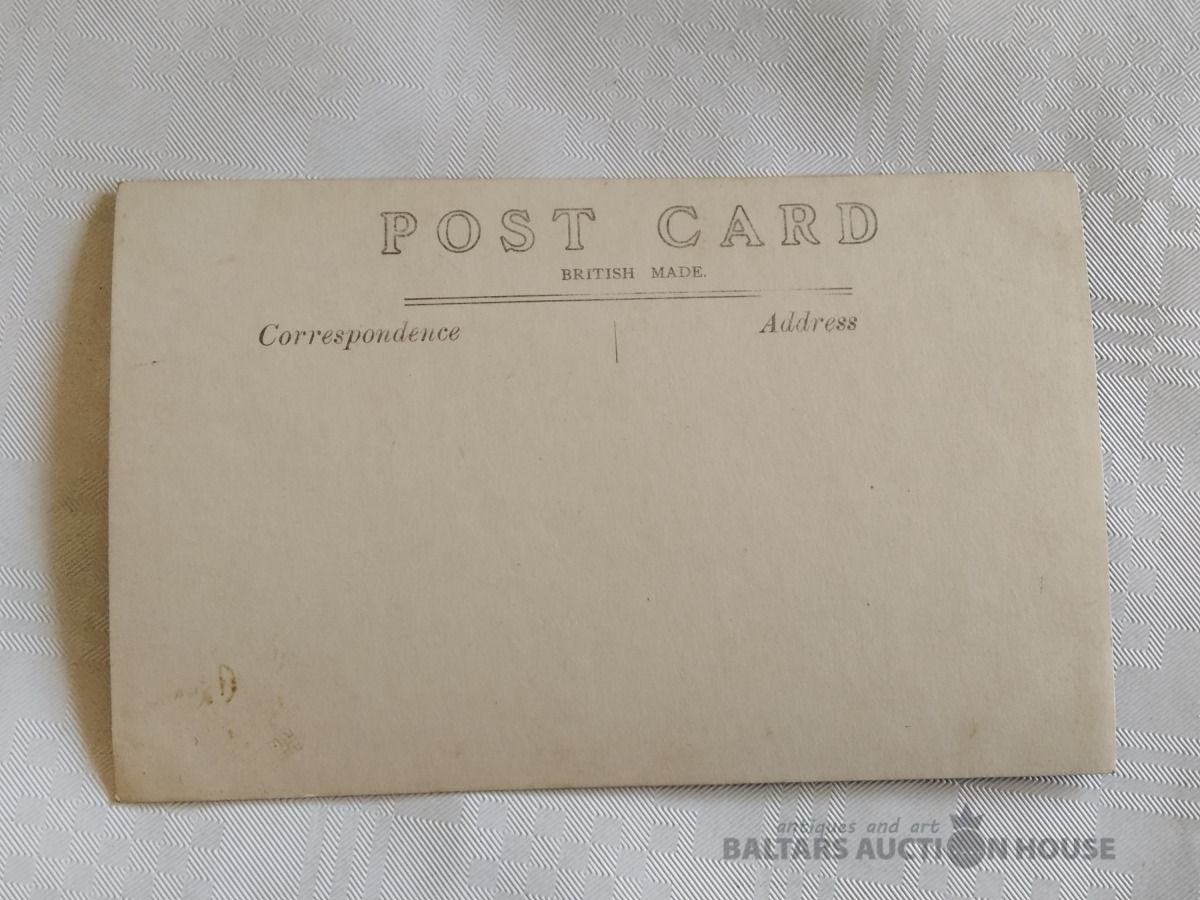 POST CARD
BRITISH MADE.
Correspondence
Address
antiques and art
BALTARS AUCTION HOUSE